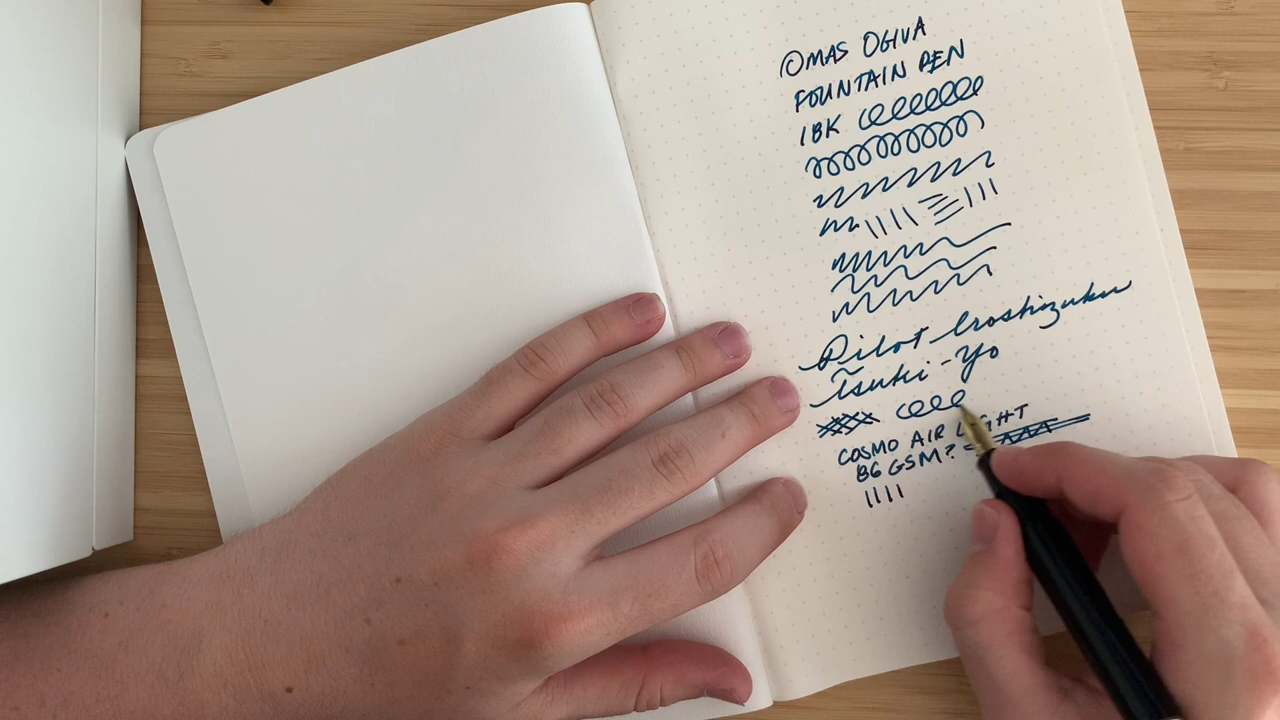 OMAS OGIVA
FOUNTAIN PEN
18K
Pilot Iroshizuku
Tsuki-Yo
COSMO AIR LIGHT
86 GSM?